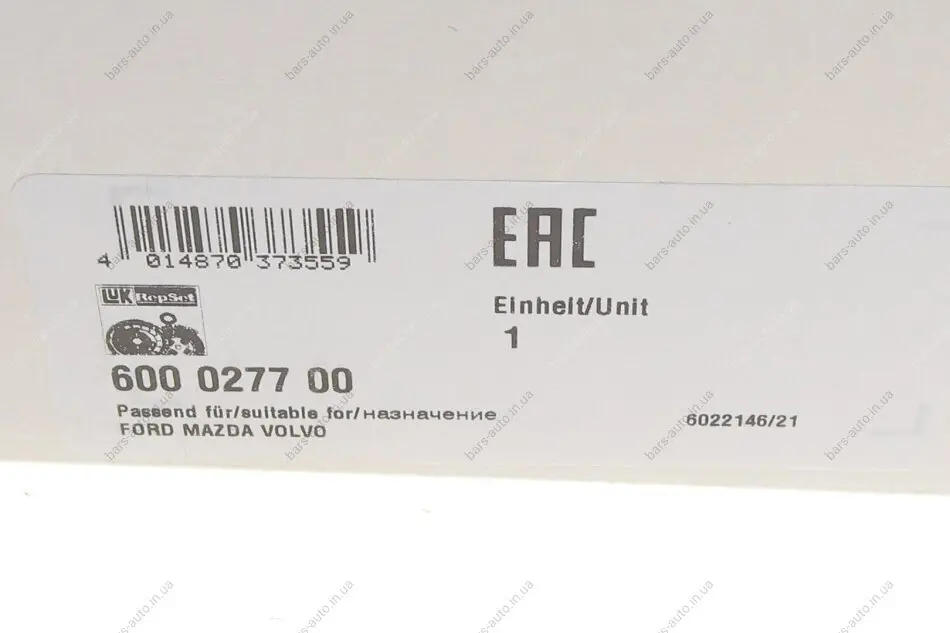 4 014870 373559
EAC
LUK RepSet
Einheit/Unit
1
600 0277 00
Passend für/suitable for/назначение
FORD MAZDA VOLVO
6022146/21
bars-auto.in.ua